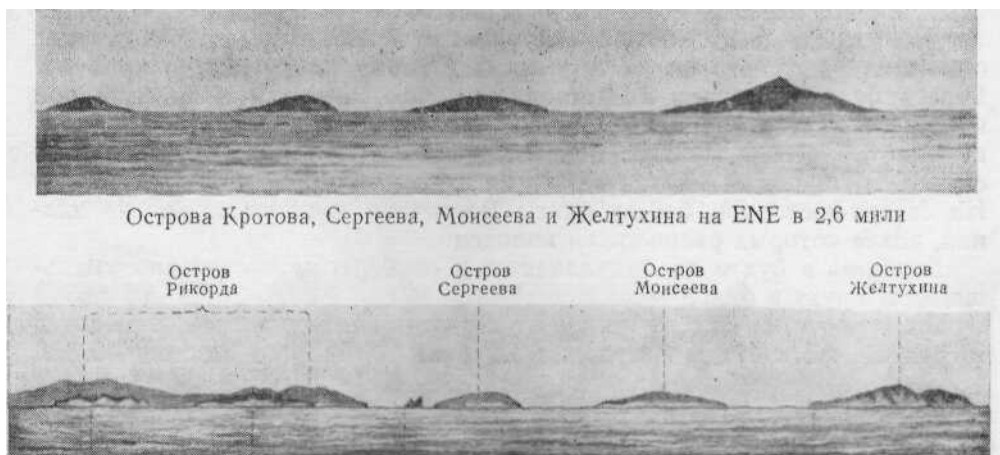 Острова Кротова, Сергеева, Моисеева и Желтухина на ENE в 2,6 мили
Остров Рикорда
Остров Сергеева
Остров Моисеева
Остров Желтухина